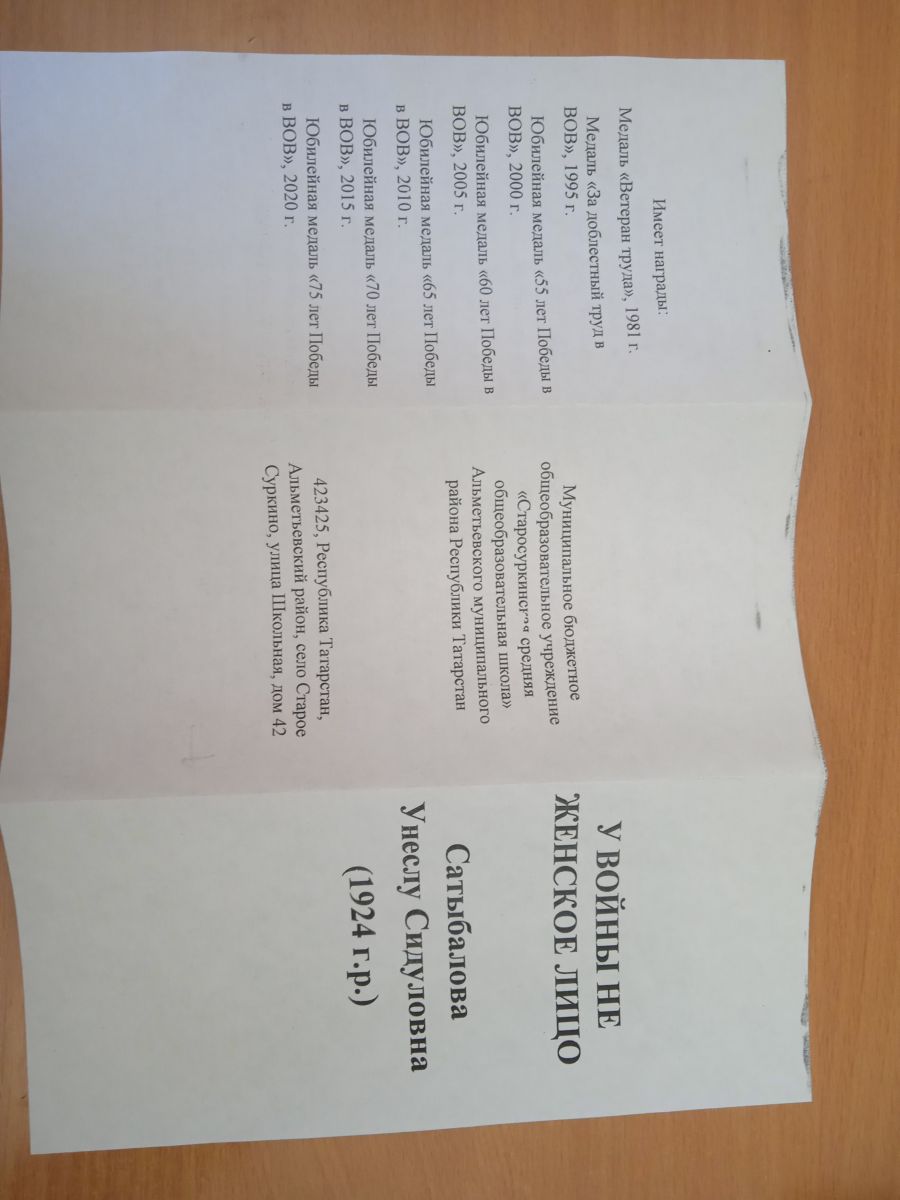 Имеет награды:
Медаль «Ветеран труда», 1981 г.
Медаль «За доблестный труд в
ВОВ», 1995 г.
Юбилейная медаль «55 лет Победы в
ВОВ», 2000 г.
Юбилейная медаль «60 лет Победы в
ВОВ», 2005 г.
Юбилейная медаль «65 лет Победы
в ВОВ», 2010 г.
Юбилейная медаль «70 лет Победы
в ВОВ», 2015 г.
Юбилейная медаль «75 лет Победы
в ВОВ», 2020 г.
Муниципальное бюджетное
общеобразовательное учреждение
«Старосуркинская средняя
общеобразовательная школа»
Альметьевского муниципального
района Республики Татарстан
423425, Республика Татарстан,
Альметьевский район, село Старое
Суркино, улица Школьная, дом 42
У ВОЙНЫ НЕ
ЖЕНСКОЕ ЛИЦО
Сатыбалова
Унеслу Сидуловна
(1924 г.р.)